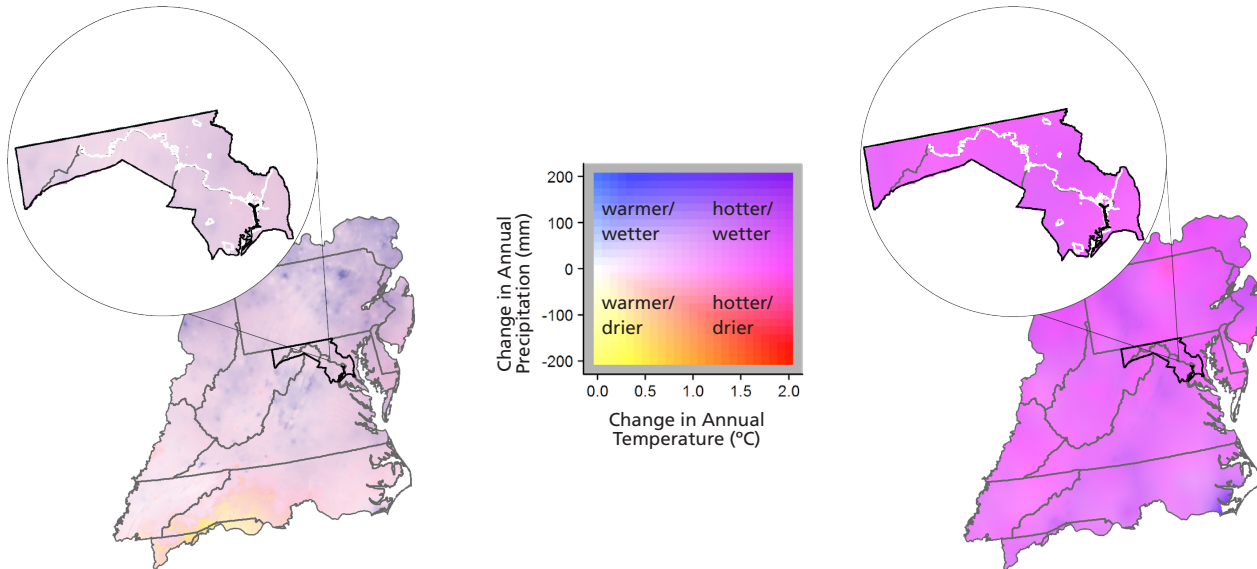 Change in Annual
Precipitation (mm)
200
100
0
-100
-200
warmer/
wetter
hotter/
wetter
warmer/
drier
hotter/
drier
0.0 0.5 1.0 1.5 2.0
Change in Annual
Temperature (ºC)